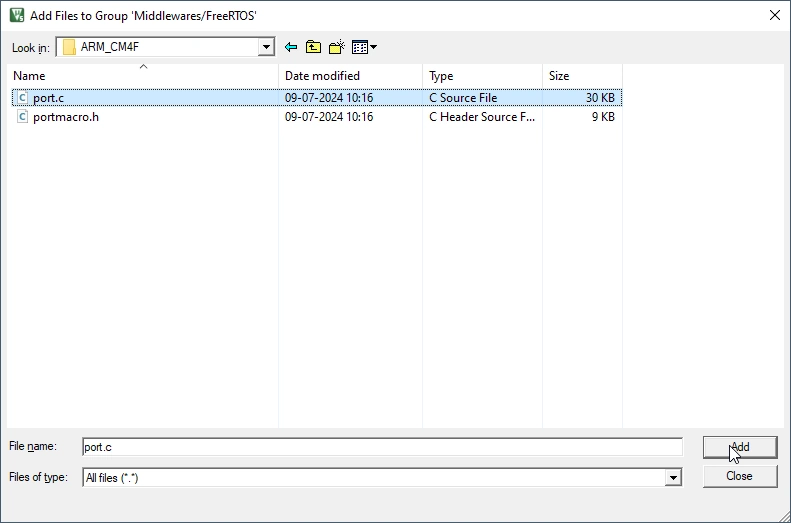 Add Files to Group 'Middlewares/FreeRTOS'
Look in: ARM_CM4F
Name Date modified Type Size
port.c 09-07-2024 10:16 C Source File 30 KB
portmacro.h 09-07-2024 10:16 C Header Source F... 9 KB
File name: port.c Add
Files of type: All files (*.*) Close